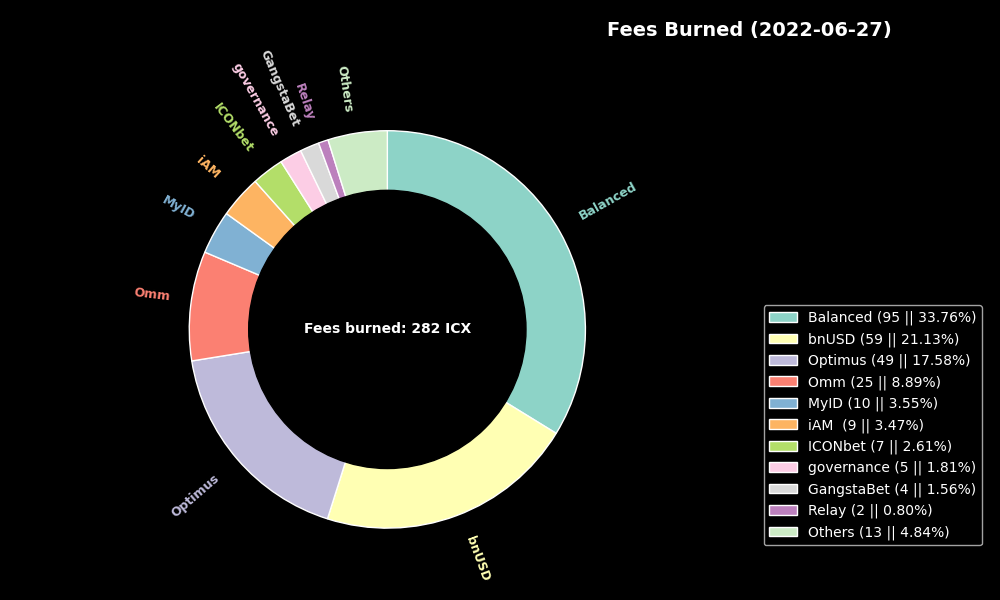 Fees Burned (2022-06-27)
Others
Relay
GangstaBet
governance
ICONbet
iAM
MyID
Omm
Optimus
bnUSD
Balanced
Fees burned: 282 ICX
Balanced (95 || 33.76%)
bnUSD (59 || 21.13%)
Optimus (49 || 17.58%)
Omm (25 || 8.89%)
MyID (10 || 3.55%)
iAM  (9 || 3.47%)
ICONbet (7 || 2.61%)
governance (5 || 1.81%)
GangstaBet (4 || 1.56%)
Relay (2 || 0.80%)
Others (13 || 4.84%)